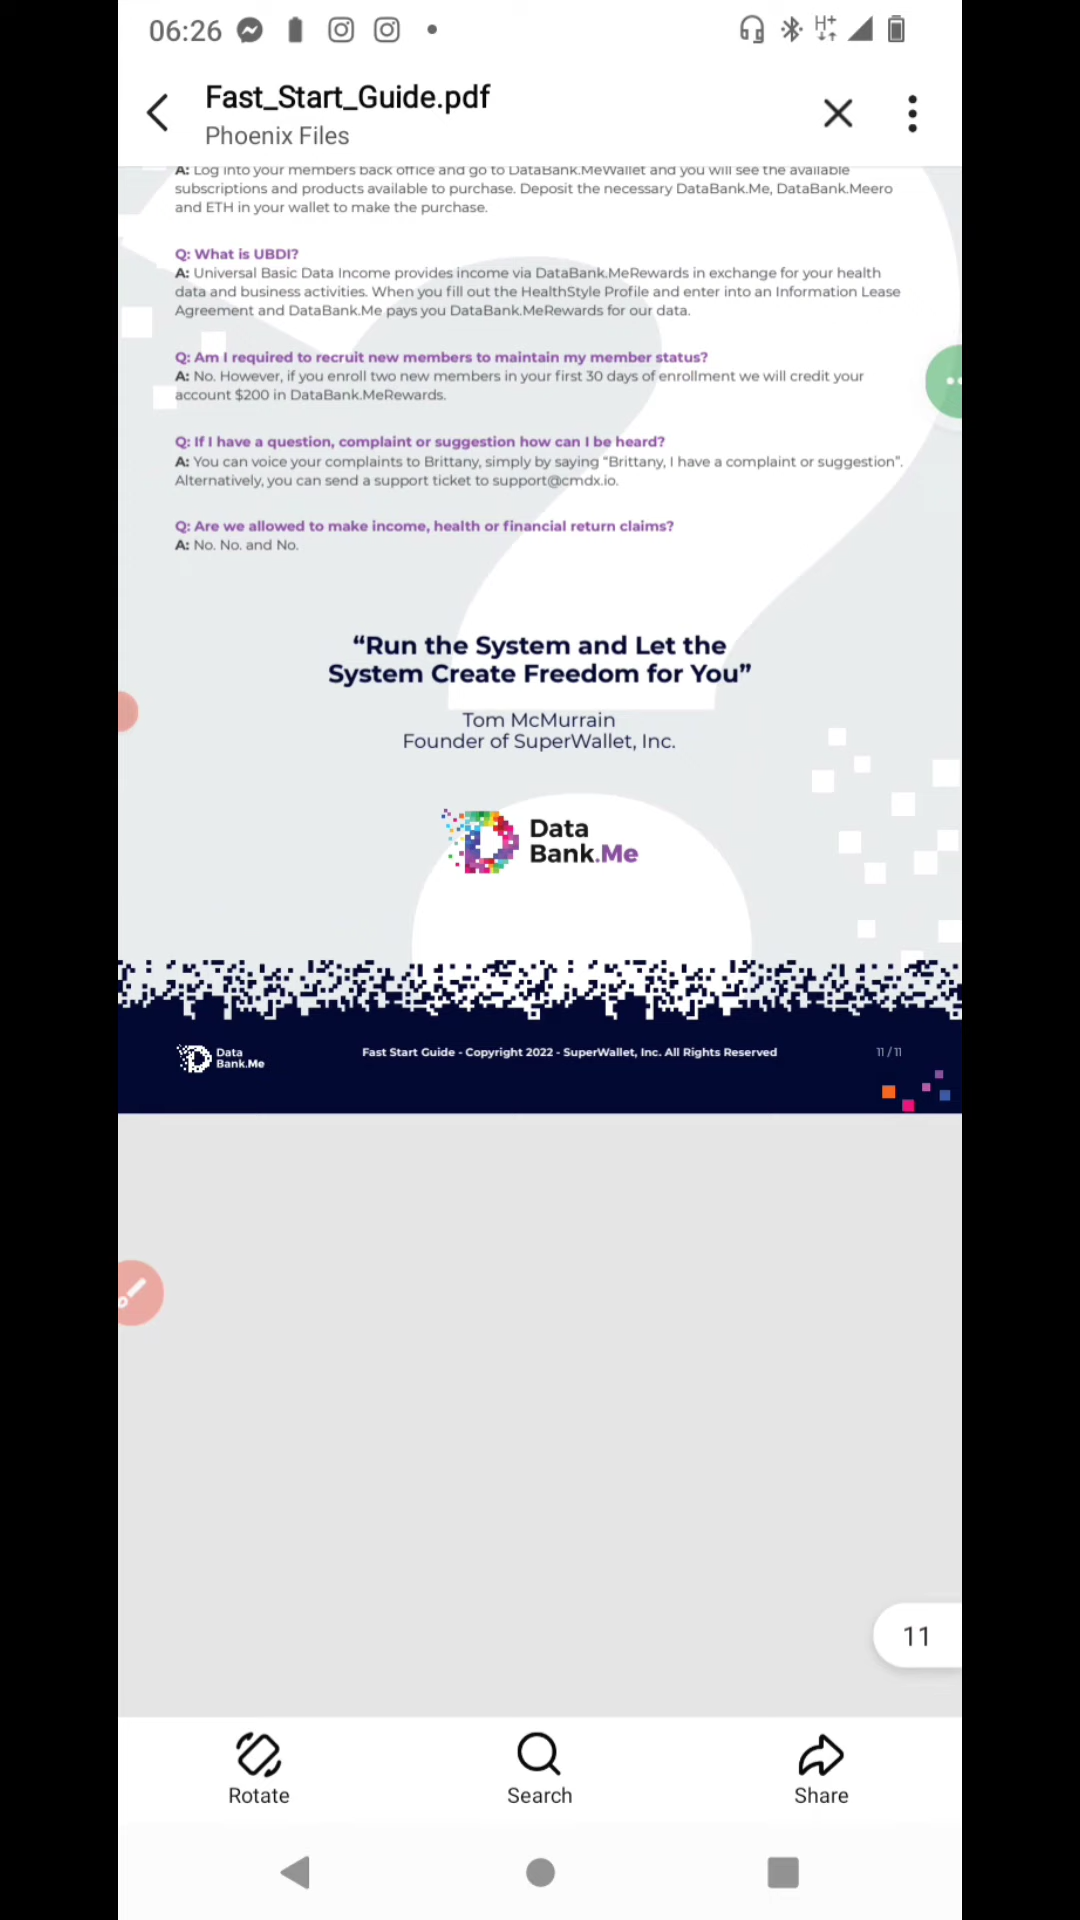 06:26
H+
Fast_Start_Guide.pdf
Phoenix Files
A: Log into your members back office and go to DataBank.MeWallet and you will see the available
subscriptions and products available to purchase. Deposit the necessary DataBank.Me, DataBank.Meero
and ETH in your wallet to make the purchase.
Q: What is UBDI?
A: Universal Basic Data Income provides income via DataBank.MeRewards in exchange for your health
data and business activities. When you fill out the HealthStyle Profile and enter into an Information Lease
Agreement and DataBank.Me pays you DataBank.MeRewards for our data.
Q: Am I required to recruit new members to maintain my member status?
A: No. However, if you enroll two new members in your first 30 days of enrollment we will credit your
account $200 in DataBank.MeRewards.
Q: If I have a question, complaint or suggestion how can I be heard?
A: You can voice your complaints to Brittany, simply by saying “Brittany, I have a complaint or suggestion”.
Alternatively, you can send a support ticket to support@cmdx.io.
Q: Are we allowed to make income, health or financial return claims?
A: No. No. and No.
“Run the System and Let the
System Create Freedom for You”
Tom McMurrain
Founder of SuperWallet, Inc.
Data
Bank.Me
Data
Bank.Me
Fast Start Guide - Copyright 2022 - SuperWallet, Inc. All Rights Reserved
11 / 11
11
Rotate
Search
Share